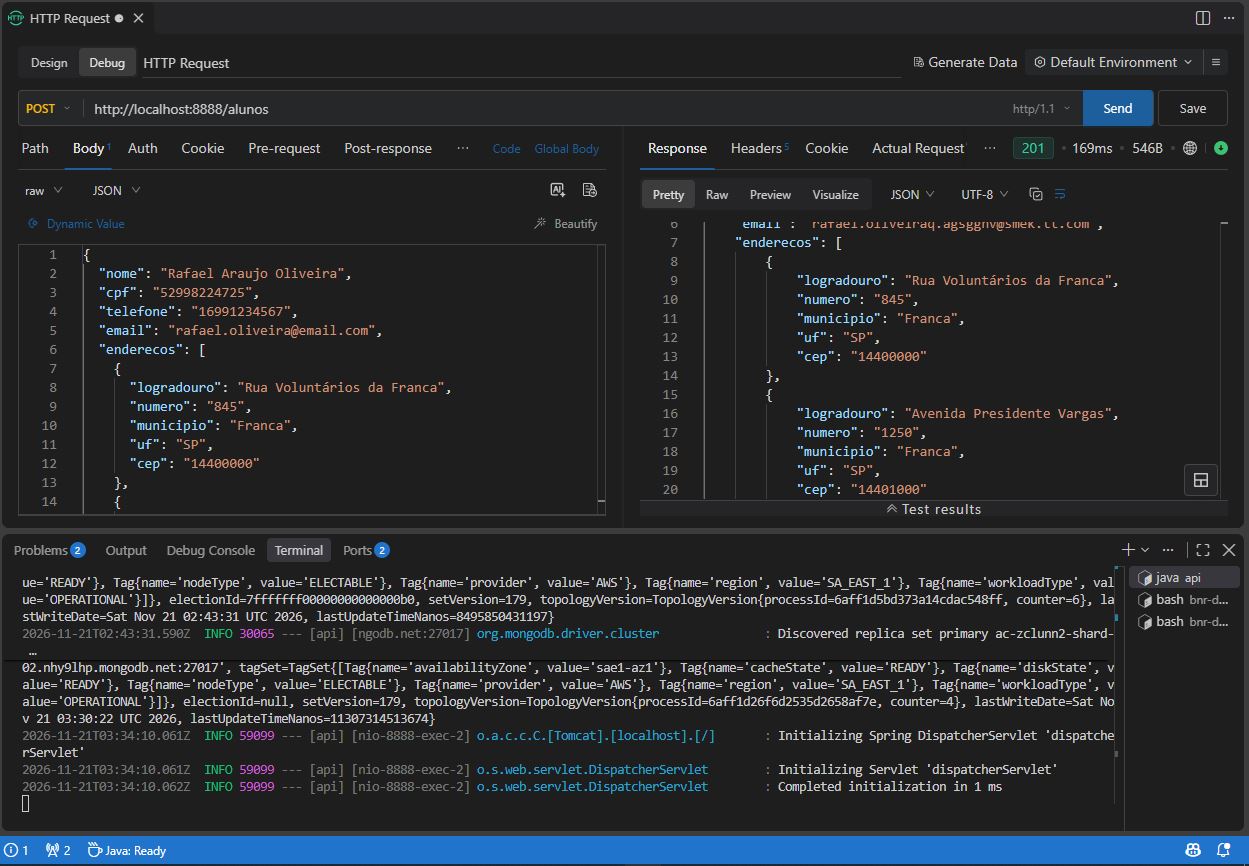 HTTP Request
Design Debug HTTP Request Generate Data Default Environment
POST http://localhost:8888/alunos http/1.1 Send Save
Path Body 1 Auth Cookie Pre-request Post-response ... Code Global Body
raw JSON
Dynamic Value Beautify
1 {
2 "nome": "Rafael Araujo Oliveira",
3 "cpf": "52998224725",
4 "telefone": "16991234567",
5 "email": "rafael.oliveira@email.com",
6 "enderecos": [
7 {
8 "logradouro": "Rua Voluntários da Franca",
9 "numero": "845",
10 "municipio": "Franca",
11 "uf": "SP",
12 "cep": "14400000"
13 },
14 {
Response Headers 5 Cookie Actual Request ... 201 • 169ms • 546B
Pretty Raw Preview Visualize JSON UTF-8
6 "email":
7 "enderecos": [
8 {
9 "logradouro": "Rua Voluntários da Franca",
10 "numero": "845",
11 "municipio": "Franca",
12 "uf": "SP",
13 "cep": "14400000"
14 },
15 {
16 "logradouro": "Avenida Presidente Vargas",
17 "numero": "1250",
18 "municipio": "Franca",
19 "uf": "SP",
20 "cep": "14401000"
Test results
Problems 2 Output Debug Console Terminal Ports 2
ue='READY'}, Tag{name='nodeType', value='ELECTABLE'}, Tag{name='provider', value='AWS'}, Tag{name='region', value='SA_EAST_1'}, Tag{name='workloadType', val
ue='OPERATIONAL'}]}, electionId=7fffffff00000000000000b0, setVersion=179, topologyVersion=TopologyVersion{processId=6aff1d5bd373a14cdac548ff, counter=6}, la
stWriteDate=Sat Nov 21 02:43:31 UTC 2026, lastUpdateTimeNanos=8495850431197}
2026-11-21T02:43:31.590Z INFO 30065 --- [api] [ngodb.net:27017] org.mongodb.driver.cluster : Discovered replica set primary ac-zclunn2-shard-
...
02.nhy9lhp.mongodb.net:27017', tagSet=TagSet{[Tag{name='availabilityZone', value='sae1-az1'}, Tag{name='cacheState', value='READY'}, Tag{name='diskState', v
alue='READY'}, Tag{name='nodeType', value='ELECTABLE'}, Tag{name='provider', value='AWS'}, Tag{name='region', value='SA_EAST_1'}, Tag{name='workloadType', v
alue='OPERATIONAL'}]}, electionId=null, setVersion=179, topologyVersion=TopologyVersion{processId=6aff1d26f6d2535d2658af7e, counter=4}, lastWriteDate=Sat No
v 21 03:30:22 UTC 2026, lastUpdateTimeNanos=11307314513674}
2026-11-21T03:34:10.061Z INFO 59099 --- [api] [nio-8888-exec-2] o.a.c.c.C.[Tomcat].[localhost].[/] : Initializing Spring DispatcherServlet 'dispatche
rServlet'
2026-11-21T03:34:10.061Z INFO 59099 --- [api] [nio-8888-exec-2] o.s.web.servlet.DispatcherServlet : Initializing Servlet 'dispatcherServlet'
2026-11-21T03:34:10.062Z INFO 59099 --- [api] [nio-8888-exec-2] o.s.web.servlet.DispatcherServlet : Completed initialization in 1 ms
java api
bash bnr-d...
bash bnr-d...
1 2 Java: Ready